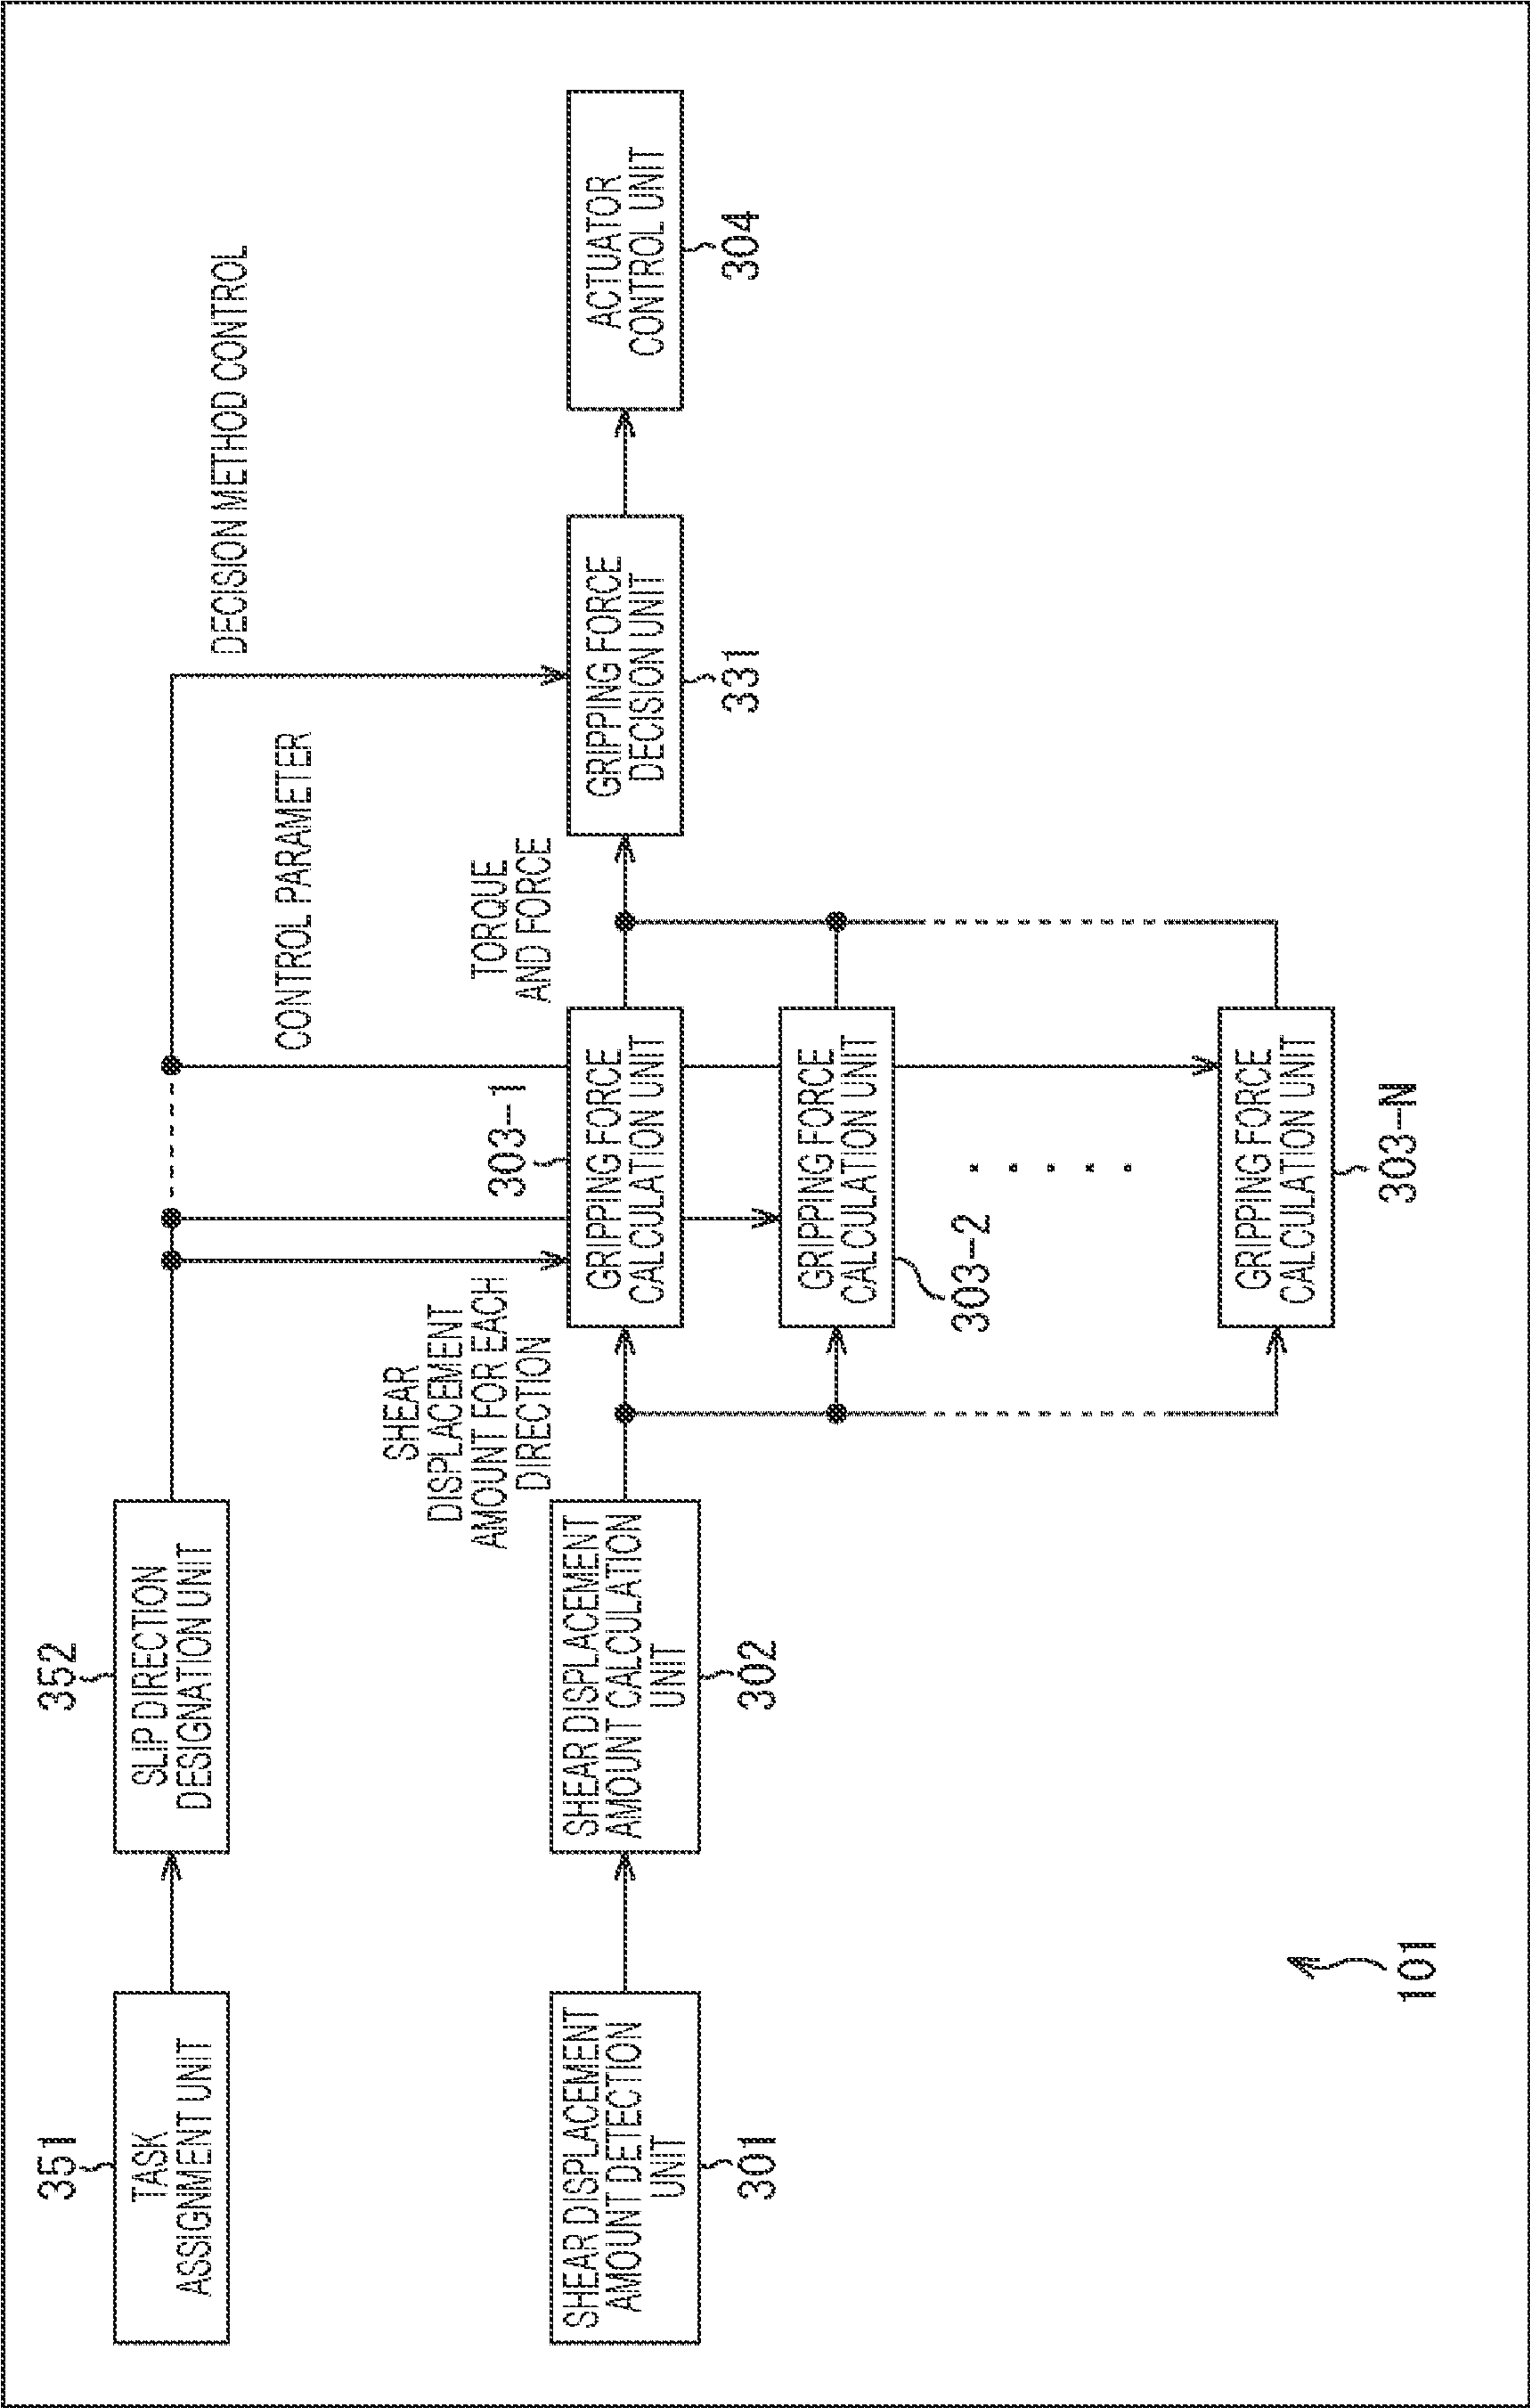 351
TASK
ASSIGNMENT UNIT
352
SLIP DIRECTION
DESIGNATION UNIT
DECISION METHOD CONTROL
CONTROL PARAMETER
SHEAR
DISPLACEMENT
AMOUNT FOR EACH
DIRECTION
303-1
TORQUE
AND FORCE
SHEAR DISPLACEMENT
AMOUNT DETECTION
UNIT
301
SHEAR DISPLACEMENT
AMOUNT CALCULATION
UNIT
302
GRIPPING FORCE
CALCULATION UNIT
GRIPPING FORCE
DECISION UNIT
331
ACTUATOR
CONTROL UNIT
304
GRIPPING FORCE
CALCULATION UNIT
303-2
GRIPPING FORCE
CALCULATION UNIT
303-N
101